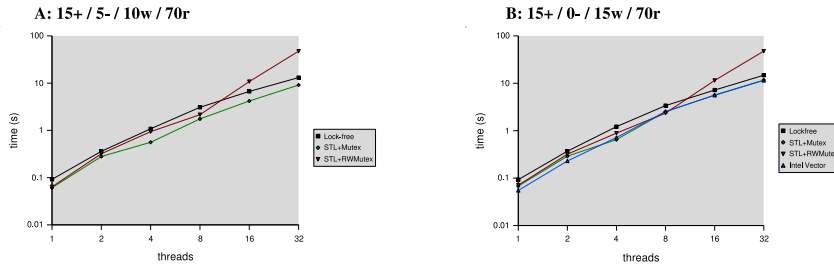 A: 15+ / 5- / 10w / 70r
100
10
1
0.1
0.01
time (s)
1 2 4 8 16 32
threads
Lock-free
STL+Mutex
STL+RWMutex
B: 15+ / 0- / 15w / 70r
100
10
1
0.1
0.01
time (s)
1 2 4 8 16 32
threads
Lockfree
STL+Mutex
STL+RWMutex
Intel Vector